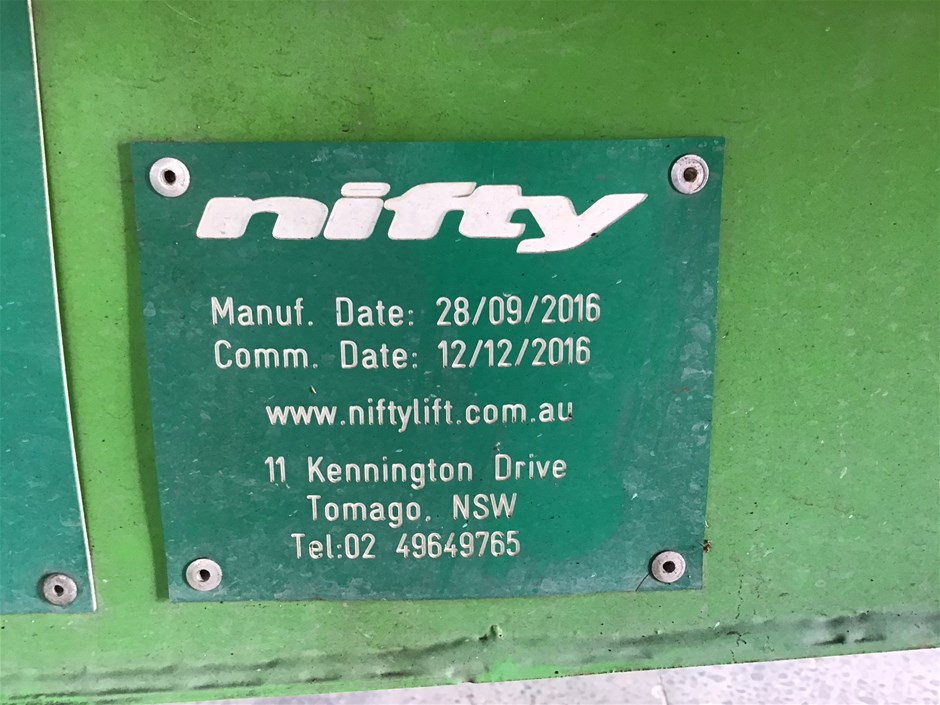 nifty
Manuf. Date: 28/09/2016
Comm. Date: 12/12/2016
www.niftylift.com.au
11 Kennington Drive
Tomago, NSW
Tel:02 49649765